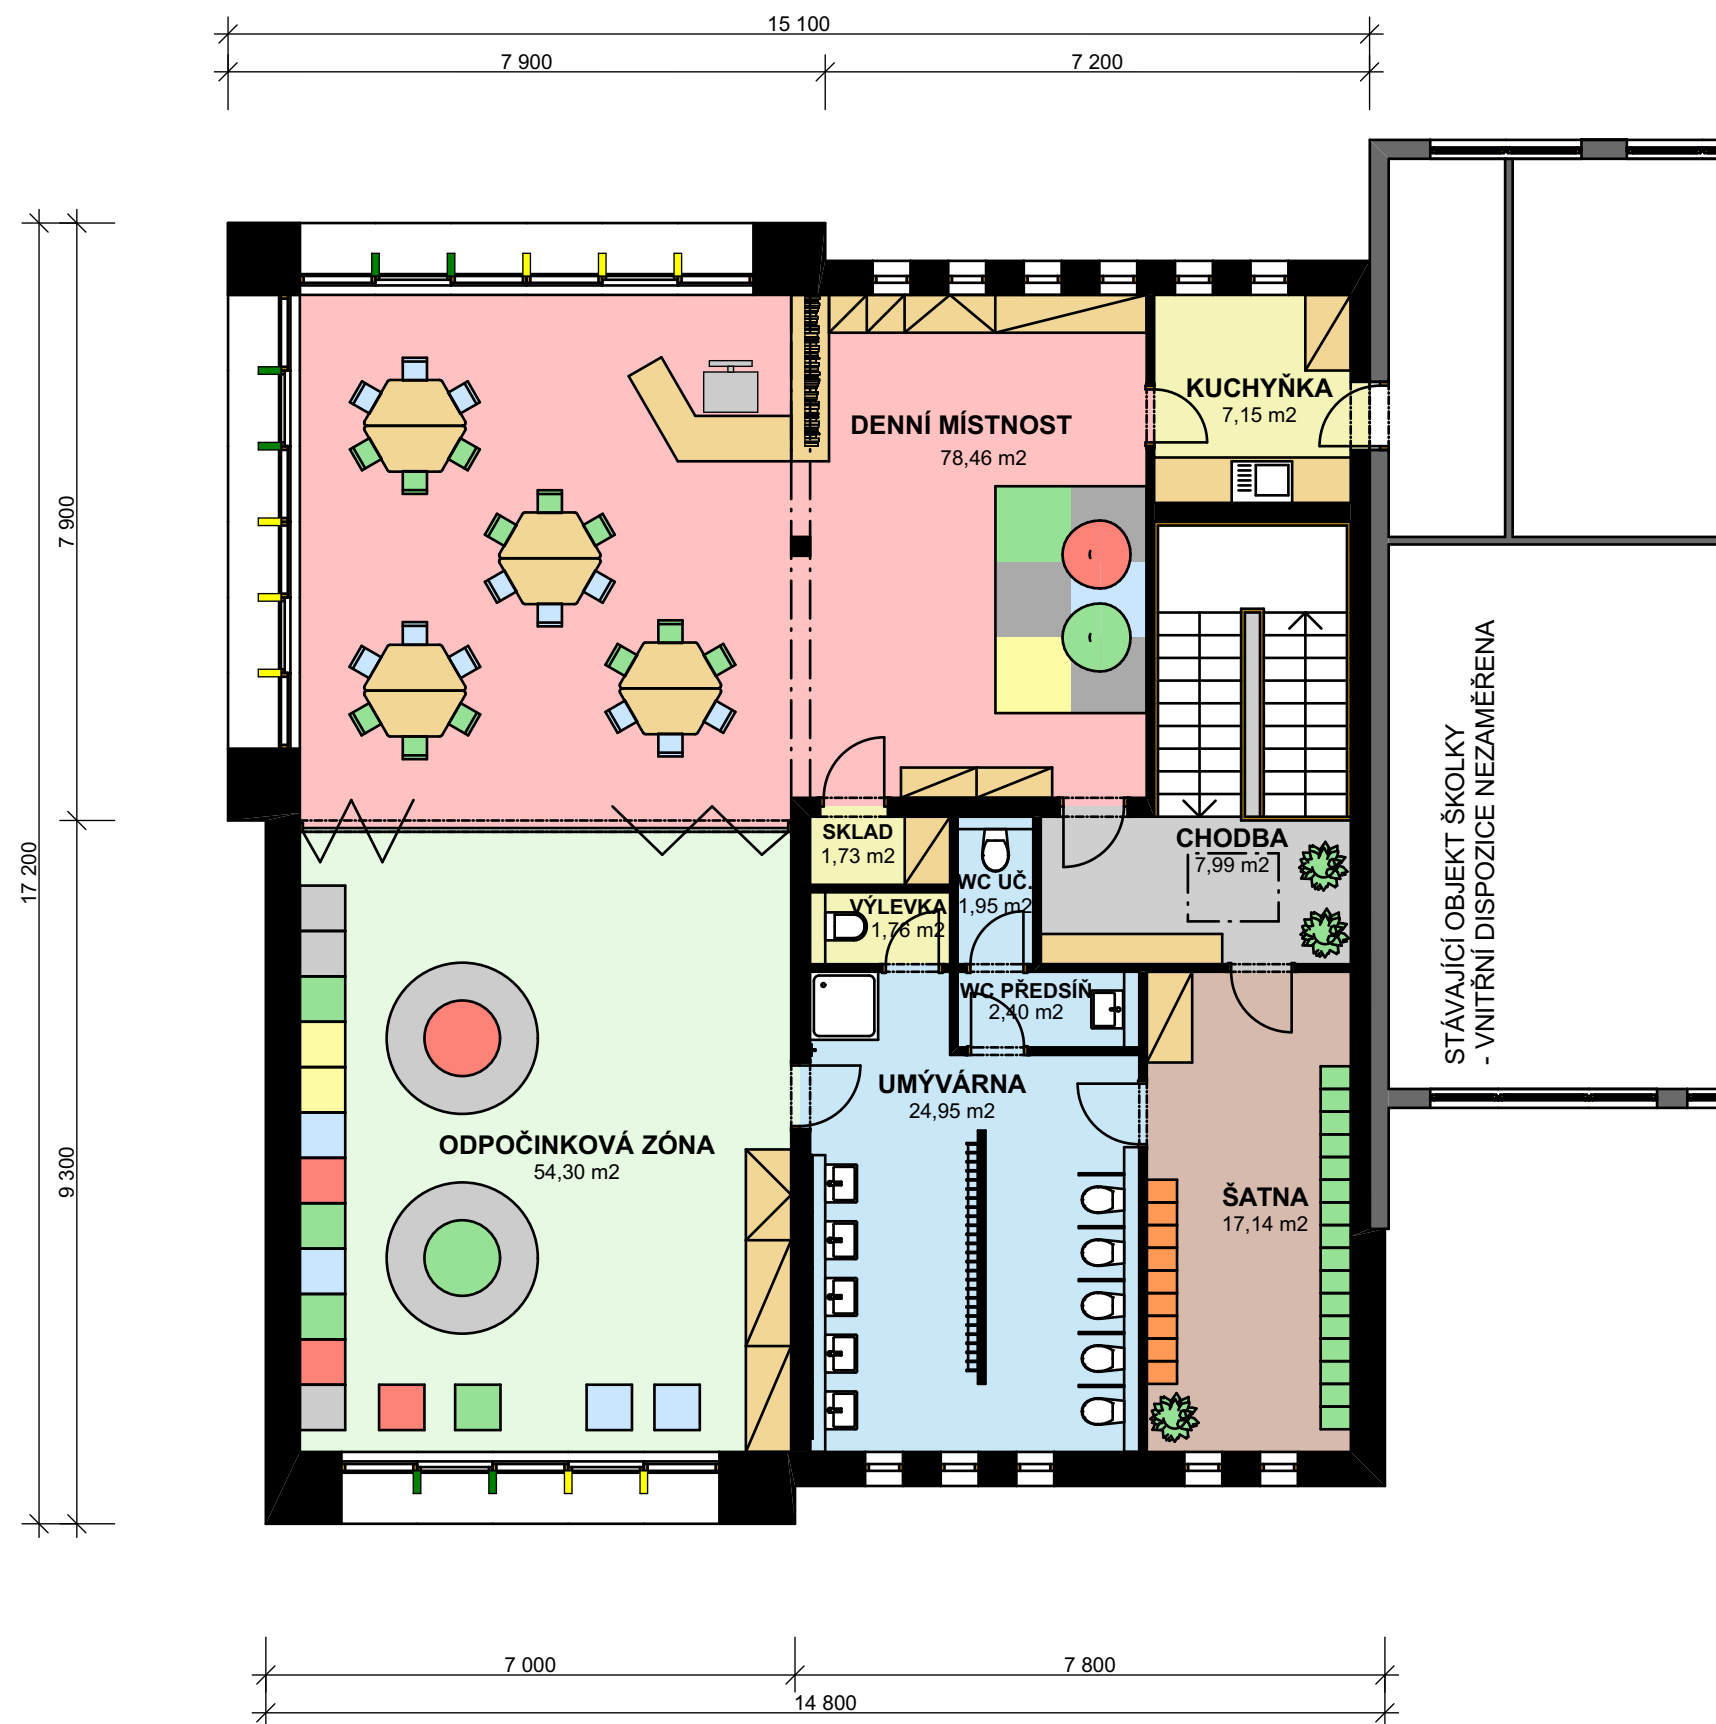 15 100
7 900
7 200
7 900
17 200
9 300
DENNÍ MÍSTNOST
78,46 m2
KUCHYŇKA
7,15 m2
SKLAD
1,73 m2
WC UČ.
1,95 m2
VÝLEVKA
1,76 m2
CHODBA
7,99 m2
WC PŘEDSÍŇ
2,40 m2
UMÝVÁRNA
24,95 m2
ODPOČINKOVÁ ZÓNA
54,30 m2
ŠATNA
17,14 m2
STÁVAJÍCÍ OBJEKT ŠKOLKY
- VNITŘNÍ DISPOZICE NEZAMĚŘENA
7 000
7 800
14 800